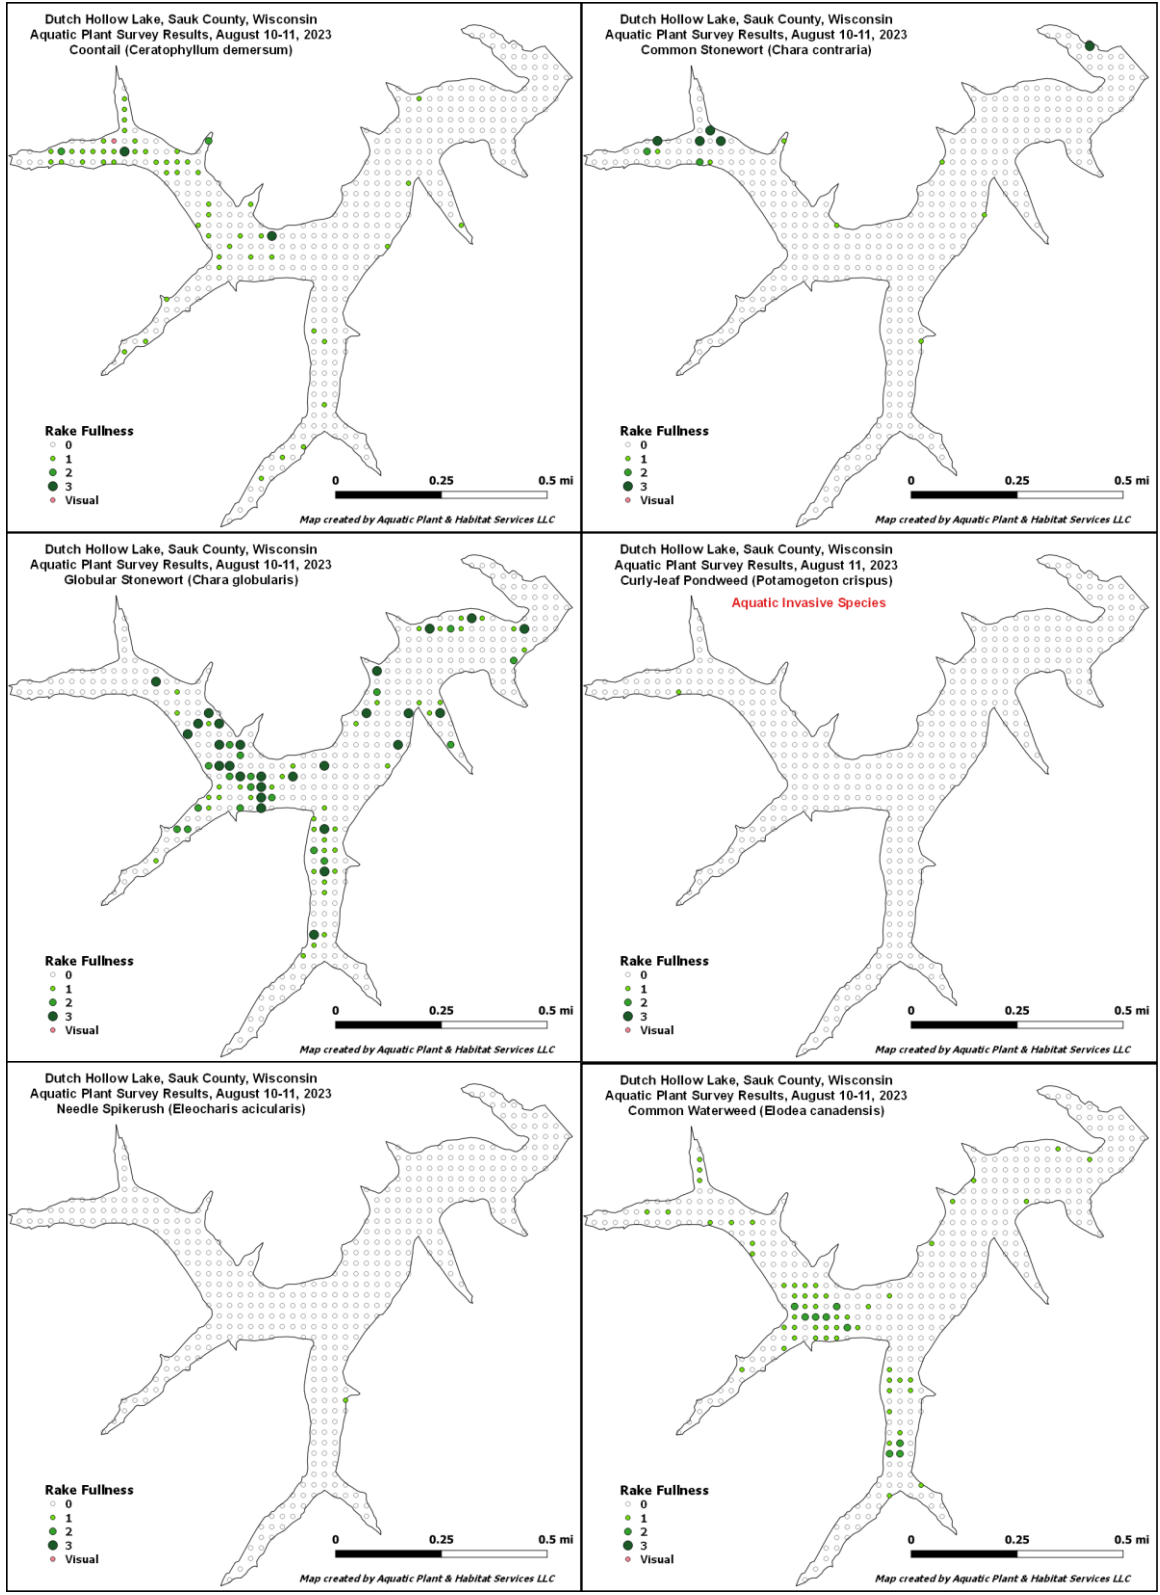 Dutch Hollow Lake, Sauk County, Wisconsin
Aquatic Plant Survey Results, August 10-11, 2023
Coontail (Ceratophyllum demersum)
Rake Fullness
0
1
2
3
Visual
0 0.25 0.5 mi
Map created by Aquatic Plant & Habitat Services LLC
Dutch Hollow Lake, Sauk County, Wisconsin
Aquatic Plant Survey Results, August 10-11, 2023
Common Stonewort (Chara contraria)
Rake Fullness
0
1
2
3
Visual
0 0.25 0.5 mi
Map created by Aquatic Plant & Habitat Services LLC
Dutch Hollow Lake, Sauk County, Wisconsin
Aquatic Plant Survey Results, August 10-11, 2023
Globular Stonewort (Chara globularis)
Rake Fullness
0
1
2
3
Visual
0 0.25 0.5 mi
Map created by Aquatic Plant & Habitat Services LLC
Dutch Hollow Lake, Sauk County, Wisconsin
Aquatic Plant Survey Results, August 11, 2023
Curly-leaf Pondweed (Potamogeton crispus)
Aquatic Invasive Species
Rake Fullness
0
1
2
3
Visual
0 0.25 0.5 mi
Map created by Aquatic Plant & Habitat Services LLC
Dutch Hollow Lake, Sauk County, Wisconsin
Aquatic Plant Survey Results, August 10-11, 2023
Needle Spikerush (Eleocharis acicularis)
Rake Fullness
0
1
2
3
Visual
0 0.25 0.5 mi
Map created by Aquatic Plant & Habitat Services LLC
Dutch Hollow Lake, Sauk County, Wisconsin
Aquatic Plant Survey Results, August 10-11, 2023
Common Waterweed (Elodea canadensis)
Rake Fullness
0
1
2
3
Visual
0 0.25 0.5 mi
Map created by Aquatic Plant & Habitat Services LLC